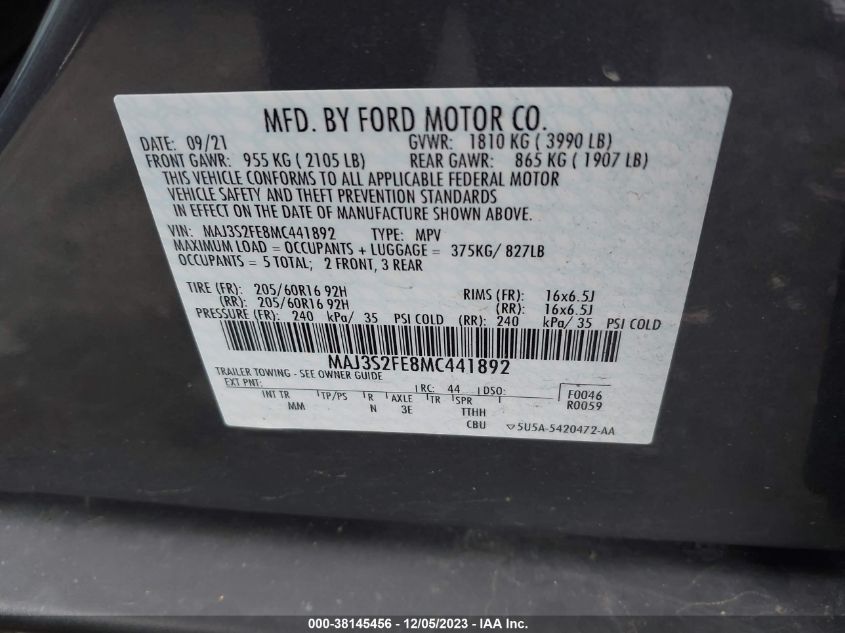 MFD. BY FORD MOTOR CO.
DATE: 09/21 GVWR: 1810 KG ( 3990 LB)
FRONT GAWR: 955 KG ( 2105 LB) REAR GAWR: 865 KG ( 1907 LB)
THIS VEHICLE CONFORMS TO ALL APPLICABLE FEDERAL MOTOR
VEHICLE SAFETY AND THEFT PREVENTION STANDARDS
IN EFFECT ON THE DATE OF MANUFACTURE SHOWN ABOVE.
VIN: MAJ3S2FE8MC441892 TYPE: MPV
MAXIMUM LOAD = OCCUPANTS + LUGGAGE = 375KG/ 827LB
OCCUPANTS = 5 TOTAL; 2 FRONT, 3 REAR
TIRE (FR): 205/60R16 92H RIMS (FR): 16x6.5J
(RR): 205/60R16 92H (RR): 16x6.5J
PRESSURE (FR): 240 kPa/ 35 PSI COLD (RR): 240 kPa/ 35 PSI COLD
MAJ3S2FE8MC441892
TRAILER TOWING - SEE OWNER GUIDE
EXT PNT: RC: 44 DSO: F0046
INT TR TP/PS R AXLE TR SPR R0059
MM N 3E TTHH
CBU 5U5A-5420472-AA
000-38145456 - 12/05/2023 - IAA Inc.